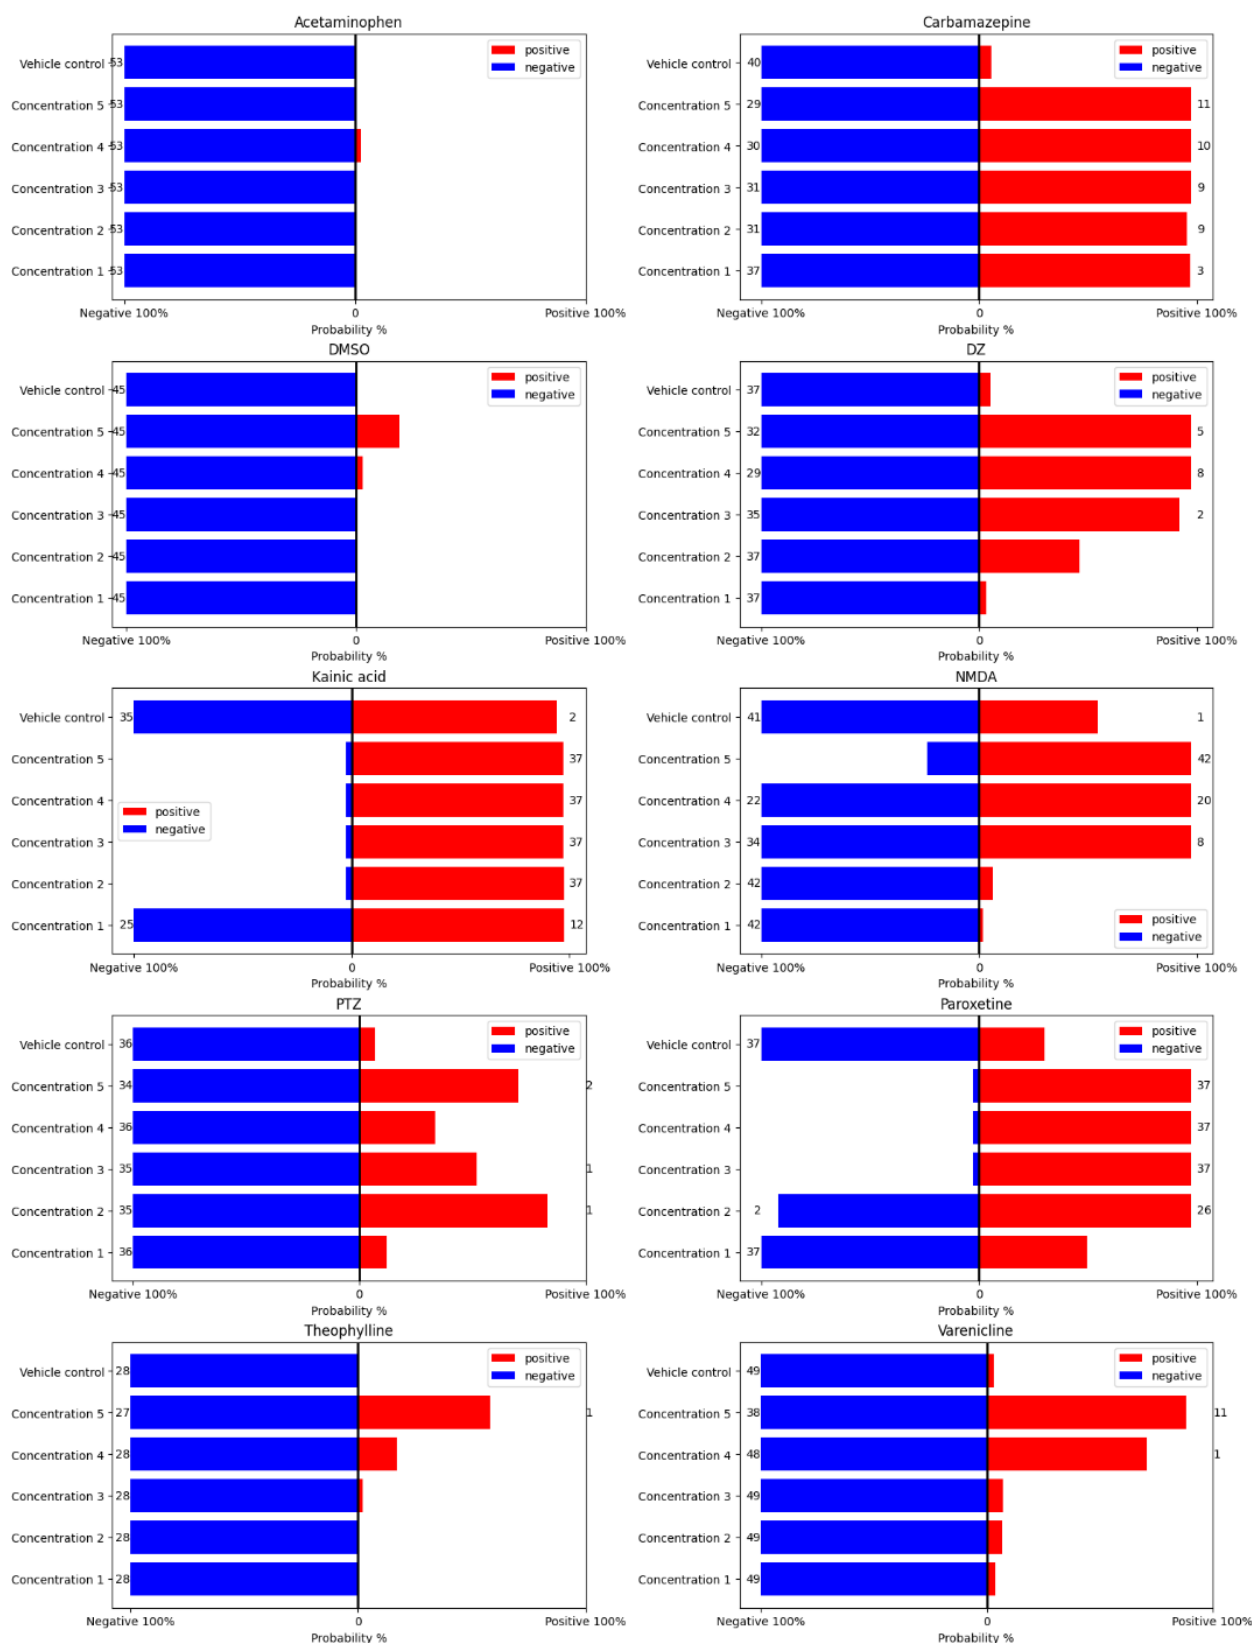 Acetaminophen
positive
negative
Vehicle control 53
Concentration 5 53
Concentration 4 53
Concentration 3 53
Concentration 2 53
Concentration 1 53
Negative 100% 0 Positive 100%
Probability %
Carbamazepine
positive
negative
Vehicle control 40
Concentration 5 29 11
Concentration 4 30 10
Concentration 3 31 9
Concentration 2 31 9
Concentration 1 37 3
Negative 100% 0 Positive 100%
Probability %
DMSO
positive
negative
Vehicle control 45
Concentration 5 45
Concentration 4 45
Concentration 3 45
Concentration 2 45
Concentration 1 45
Negative 100% 0 Positive 100%
Probability %
DZ
positive
negative
Vehicle control 37
Concentration 5 32 5
Concentration 4 29 8
Concentration 3 35 2
Concentration 2 37
Concentration 1 37
Negative 100% 0 Positive 100%
Probability %
Kainic acid
Vehicle control 35 2
Concentration 5 37
Concentration 4 37
positive
negative
Concentration 3 37
Concentration 2 37
Concentration 1 25 12
Negative 100% 0 Positive 100%
Probability %
NMDA
Vehicle control 41 1
Concentration 5 42
Concentration 4 22 20
Concentration 3 34 8
Concentration 2 42
Concentration 1 42
positive
negative
Negative 100% 0 Positive 100%
Probability %
PTZ
positive
negative
Vehicle control 36
Concentration 5 34 2
Concentration 4 36
Concentration 3 35 1
Concentration 2 35 1
Concentration 1 36
Negative 100% 0 Positive 100%
Probability %
Paroxetine
positive
negative
Vehicle control 37
Concentration 5 37
Concentration 4 37
Concentration 3 37
Concentration 2 2 26
Concentration 1 37
Negative 100% 0 Positive 100%
Probability %
Theophylline
positive
negative
Vehicle control 28
Concentration 5 27 1
Concentration 4 28
Concentration 3 28
Concentration 2 28
Concentration 1 28
Negative 100% 0 Positive 100%
Probability %
Varenicline
positive
negative
Vehicle control 49
Concentration 5 38 11
Concentration 4 48 1
Concentration 3 49
Concentration 2 49
Concentration 1 49
Negative 100% 0 Positive 100%
Probability %